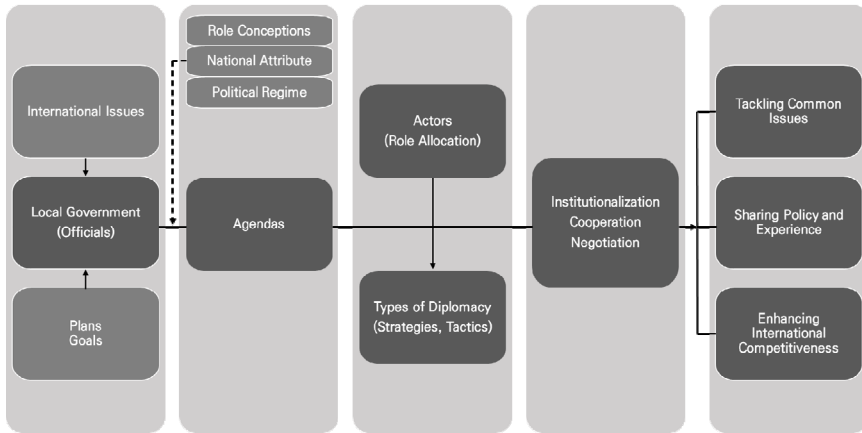 International Issues
Local Government
(Officials)
Plans
Goals
Role Conceptions
National Attribute
Political Regime
Agendas
Actors
(Role Allocation)
Types of Diplomacy
(Strategies, Tactics)
Institutionalization
Cooperation
Negotiation
Tackling Common
Issues
Sharing Policy and
Experience
Enhancing
International
Competitiveness